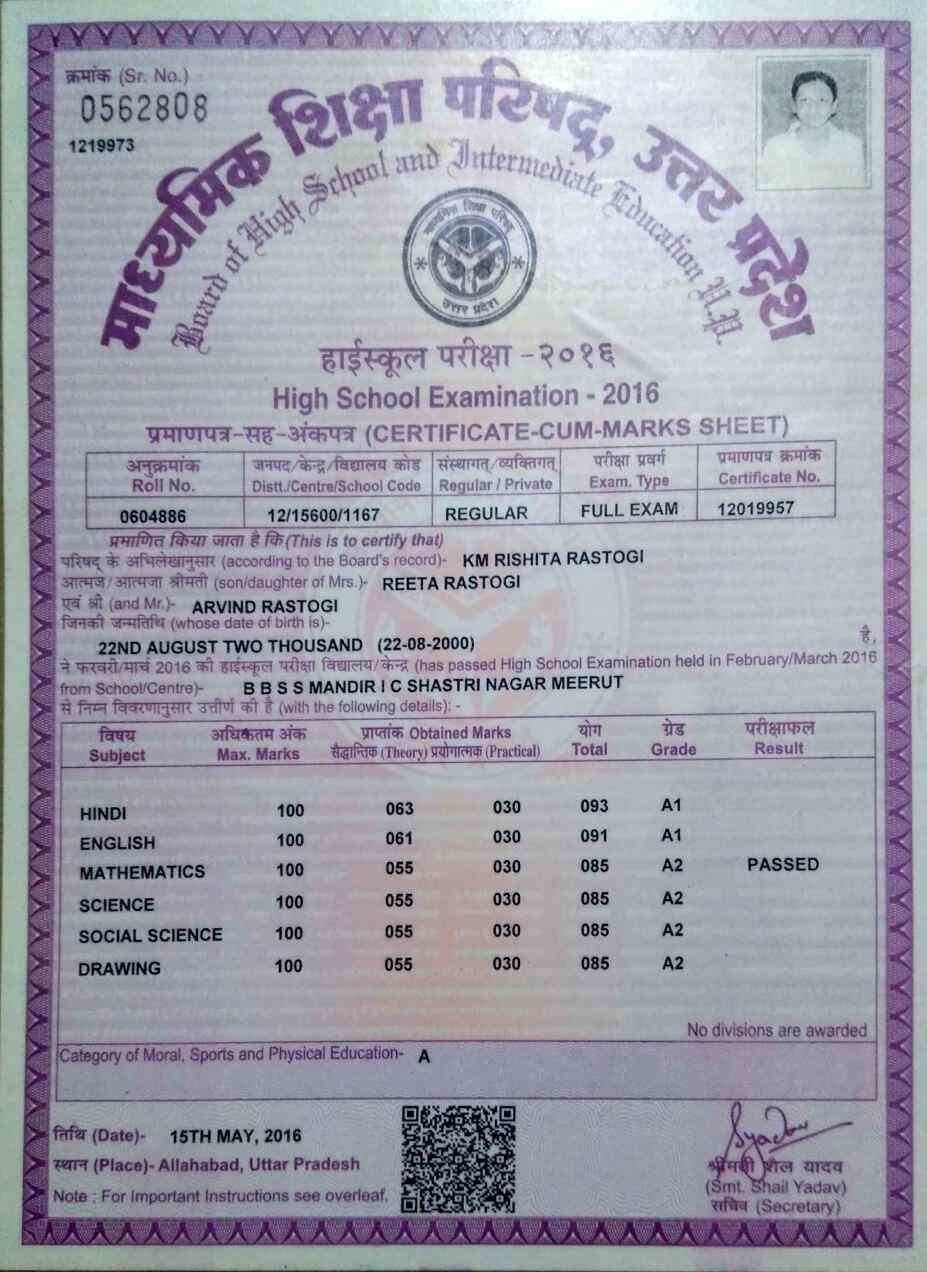 क्रमांक (Sr. No.)
0562808
1219973
माध्यमिक शिक्षा परिषद्, उत्तर प्रदेश
Board of High School and Intermediate Education U.P.
माध्यमिक शिक्षा परिषद्
उत्तर प्रदेश
हाईस्कूल परीक्षा -२०१६
High School Examination - 2016
प्रमाणपत्र-सह-अंकपत्र (CERTIFICATE-CUM-MARKS SHEET)
अनुक्रमांक जनपद/केन्द्र/विद्यालय कोड संस्थागत्/व्यक्तिगत् परीक्षा प्रवर्ग प्रमाणपत्र क्रमांक
Roll No. Distt./Centre/School Code Regular / Private Exam. Type Certificate No.
0604886 12/15600/1167 REGULAR FULL EXAM 12019957
प्रमाणित किया जाता है कि (This is to certify that)
परिषद् के अभिलेखानुसार (according to the Board's record)- KM RISHITA RASTOGI
आत्मज/आत्मजा श्रीमती (son/daughter of Mrs.)- REETA RASTOGI
एवं श्री (and Mr.)- ARVIND RASTOGI
जिनकी जन्मतिथि (whose date of birth is)-
22ND AUGUST TWO THOUSAND (22-08-2000) है,
ने फरवरी/मार्च 2016 की हाईस्कूल परीक्षा विद्यालय/केन्द्र (has passed High School Examination held in February/March 2016
from School/Centre)- B B S S MANDIR I C SHASTRI NAGAR MEERUT
से निम्न विवरणानुसार उत्तीर्ण की है (with the following details): -
विषय अधिकतम अंक प्राप्तांक Obtained Marks योग ग्रेड परीक्षाफल
Subject Max. Marks सैद्धान्तिक (Theory) प्रयोगात्मक (Practical) Total Grade Result
HINDI 100 063 030 093 A1
ENGLISH 100 061 030 091 A1
MATHEMATICS 100 055 030 085 A2 PASSED
SCIENCE 100 055 030 085 A2
SOCIAL SCIENCE 100 055 030 085 A2
DRAWING 100 055 030 085 A2
No divisions are awarded
Category of Moral, Sports and Physical Education- A
तिथि (Date)- 15TH MAY, 2016
स्थान (Place)- Allahabad, Uttar Pradesh
Note : For Important Instructions see overleaf.
Syadav
श्रीमती शैल यादव
(Smt. Shail Yadav)
सचिव (Secretary)